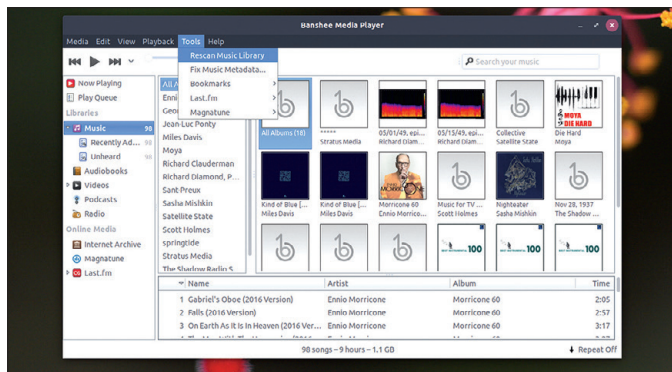 Banshee Media Player
Media Edit View Playback Tools Help
Rescan Music Library
Fix Music Metadata...
Bookmarks
Last.fm
Magnatune
Search your music
Now Playing
Play Queue
Libraries
Music 90
Recently Ad... 90
Unheard 90
Audiobooks
Videos
Podcasts
Radio
Online Media
Internet Archive
Magnatune
Last.fm
Jean Luc Ponty
Miles Davis
Moya
Richard Clauderman
Richard Diamond, P...
Sant Preux
Sasha Mishkin
Satellite State
Scott Holmes
springtide
Stratus Media
The Shadow Radio S
All Albums (18)
*****
Stratus Media
05/01/49, epi...
Richard Diam...
05/15/49, epi...
Richard Diam...
Collective
Satellite State
MOYA
DIE HARD
Die Hard
Moya
Kind of Blue [...
Miles Davis
Kind of Blue [...
Miles Davis
Morricone 60
Ennio Morrico...
Music for TV ...
Scott Holmes
Nighteater
Sasha Mishkin
Nov 28, 1937
The Shadow ...
100
100
Name Artist Album Time
1 Gabriel's Oboe (2016 Version) Ennio Morricone Morricone 60 2:05
2 Falls (2016 Version) Ennio Morricone Morricone 60 2:57
3 On Earth As It Is In Heaven (2016 Ver... Ennio Morricone Morricone 60 3:17
90 songs – 9 hours – 1.1 GB
Repeat Off